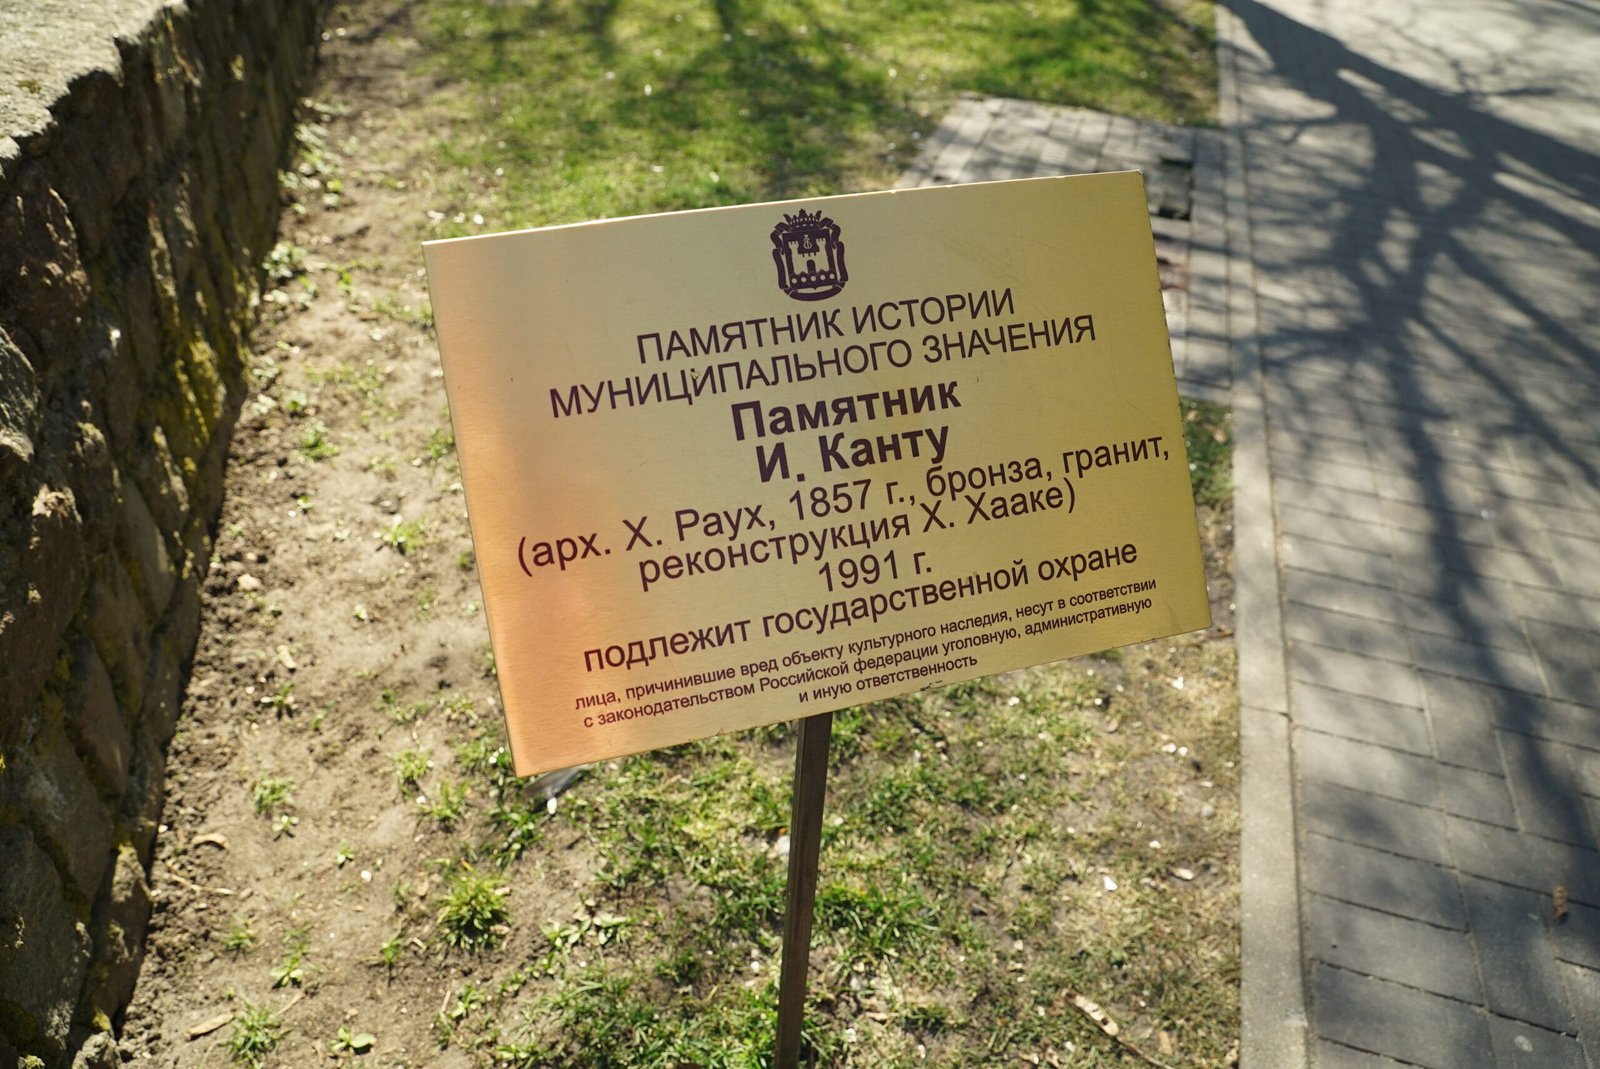 ПАМЯТНИК ИСТОРИИ
МУНИЦИПАЛЬНОГО ЗНАЧЕНИЯ
Памятник
И. Канту
(арх. Х. Раух, 1857 г., бронза, гранит,
реконструкция Х. Хааке)
1991 г.
подлежит государственной охране
лица, причинившие вред объекту культурного наследия, несут в соответствии
с законодательством Российской федерации уголовную, административную
и иную ответственность